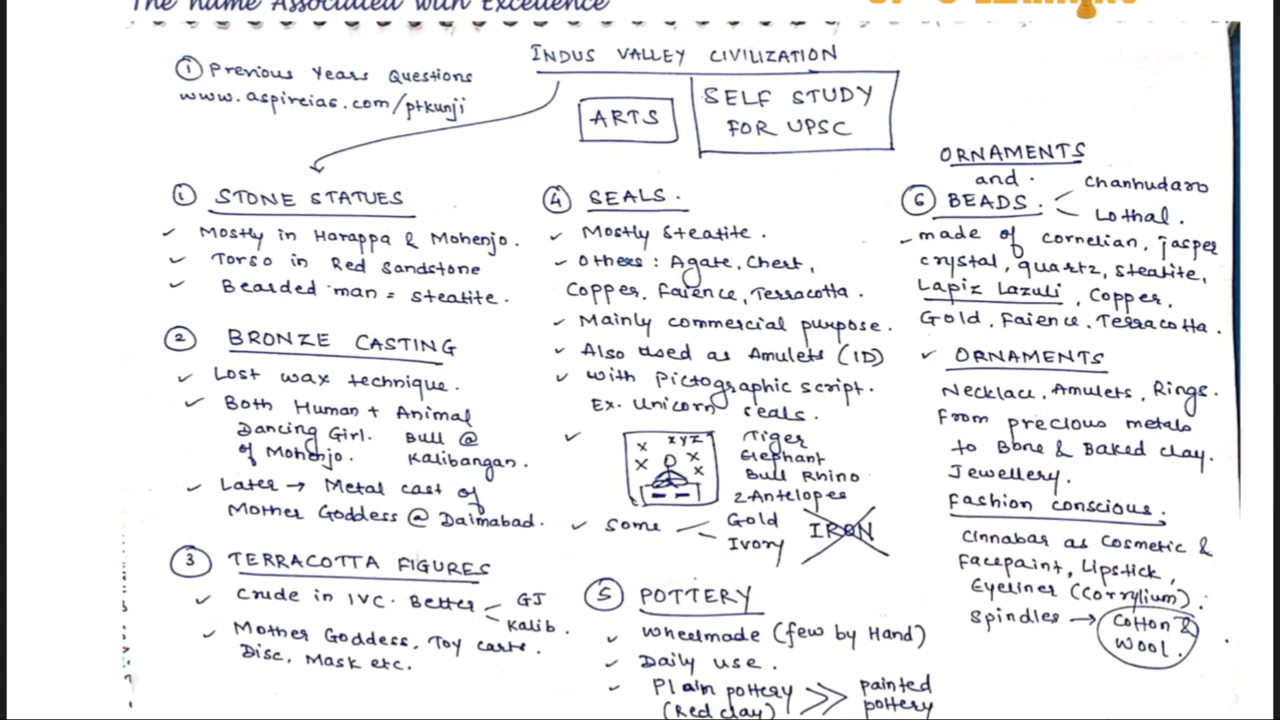 The Name Associated with Excellence
INDUS VALLEY CIVILIZATION
① Previous Years Questions
www.aspireias.com/ptkunji
ARTS
SELF STUDY
FOR UPSC
① STONE STATUES
Mostly in Harappa & Mohenjo.
Torso in Red Sandstone
Bearded man = steatite.
② BRONZE CASTING
Lost wax technique.
Both Human + Animal
Dancing Girl. Bull @
of Mohenjo. Kalibangan.
Later → Metal cast of
Mother Goddess @ Daimabad.
③ TERRACOTTA FIGURES
Crude in IVC. Better
GJ
Kalib.
Mother Goddess, Toy carts.
Disc, Mask etc.
④ SEALS.
Mostly Steatite.
Others : Agate, Chert,
Copper, Faience, Terracotta.
Mainly commercial purpose.
Also Used as Amulets (ID)
with Pictographic script.
Ex. Unicorn seals.
x y z
x x
x x
Tiger
Elephant
Bull Rhino
2 Antelopes
Some
Gold
Ivory
IRON
⑤ POTTERY
Wheelmade (few by Hand)
Daily use.
Plain pottery >> painted
(Red clay) pottery
ORNAMENTS
and
⑥ BEADS.
Chanhudaro
Lothal.
made of cornelian, jasper
crystal, quartz, steatite,
Lapiz Lazuli, Copper,
Gold, Faience, Terracotta.
ORNAMENTS
Necklace, Amulets, Rings.
From precious metals
to Bone & Baked clay.
Jewellery.
Fashion conscious.
Cinnabar as Cosmetic &
Facepaint, Lipstick,
Eyeliner (Corrylium).
Spindles → Cotton &
Wool.